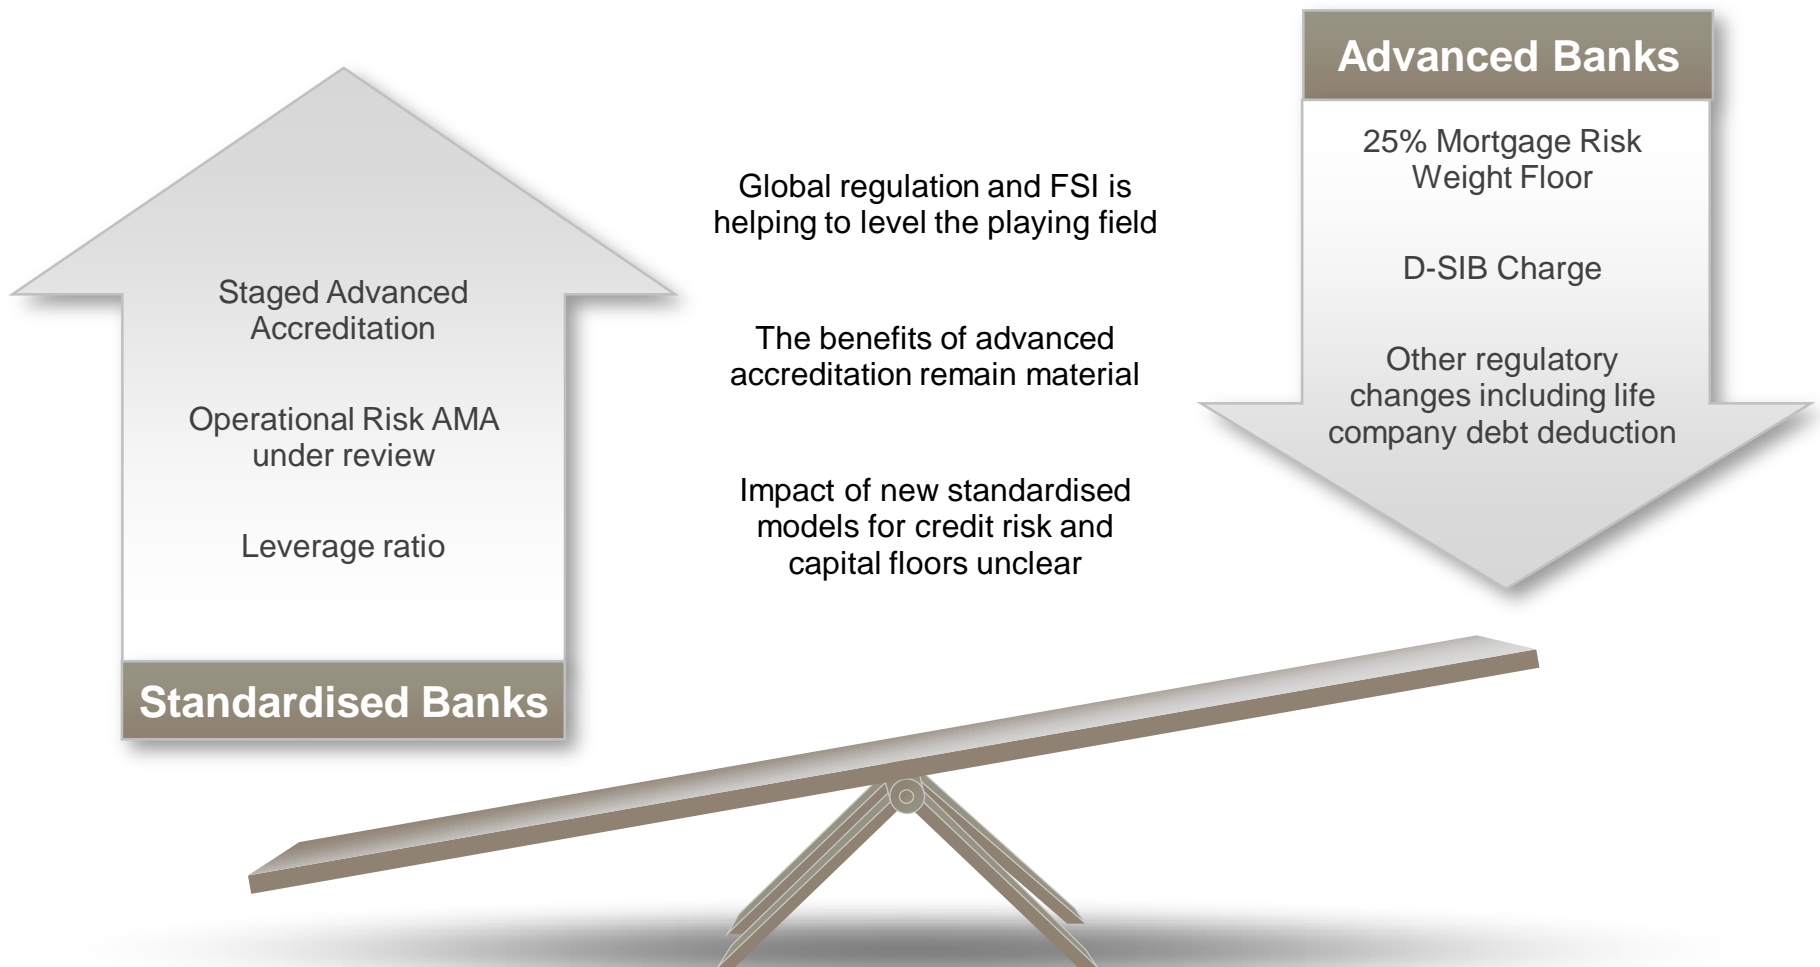 Staged Advanced
Accreditation
Operational Risk AMA
under review
Leverage ratio
Standardised Banks
Global regulation and FSI is
helping to level the playing field
The benefits of advanced
accreditation remain material
Impact of new standardised
models for credit risk and
capital floors unclear
Advanced Banks
25% Mortgage Risk
Weight Floor
D-SIB Charge
Other regulatory
changes including life
company debt deduction